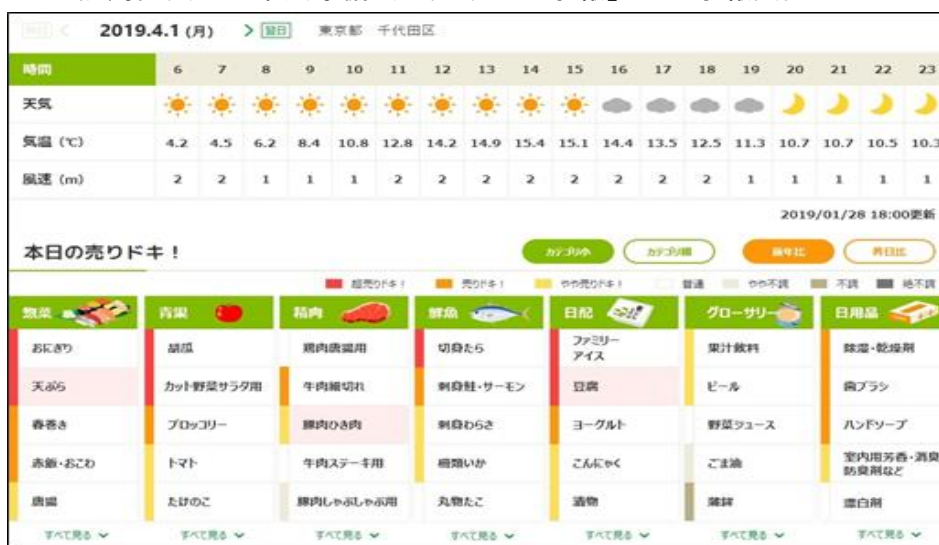 翌日
2019.4.1 (月)
東京都 千代田区
時間 6 7 8 9 10 11 12 13 14 15 16 17 18 19 20 21 22 23
天気
気温 (℃) 4.2 4.5 6.2 8.4 10.8 12.8 14.2 14.9 15.4 15.1 14.4 13.5 12.5 11.3 10.7 10.7 10.5 10.3
風速 (m) 2 2 1 1 1 2 2 2 2 2 2 2 2 1 1 1 1 1
2019/01/28 18:00更新
本日の売りドキ!
前年比 昨日比
超売りドキ! 売りドキ! やや売りドキ! 普通 やや不調 不調 絶不調
惣菜 青果 精肉 鮮魚 日配 グローサリー 日用品
おにぎり 胡瓜 鶏肉唐揚用 切身たら ファミリー 果汁飲料 除湿・乾燥剤
アイス
天ぷら カット野菜サラダ用 牛肉細切れ 刺身鮭・サーモン 豆腐 ビール 歯ブラシ
春巻き ブロッコリー 豚肉ひき肉 刺身わらさ ヨーグルト 野菜ジュース ハンドソープ
赤飯・おこわ トマト 牛肉ステーキ用 細類いか こんにゃく ごま油 室内用芳香・消臭
防臭剤など
唐揚 たけのこ 豚肉しゃぶしゃぶ用 丸物たこ 漬物 漂白剤
すべて見る すべて見る すべて見る すべて見る すべて見る すべて見る すべて見る